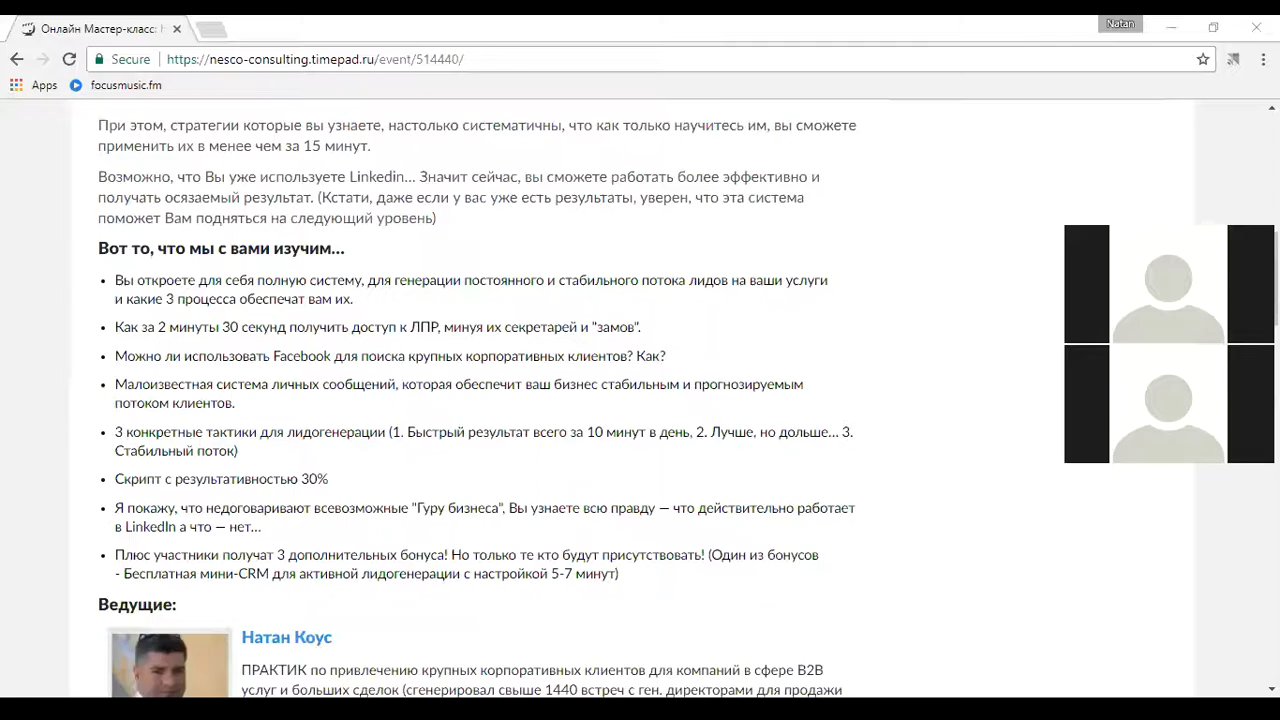 Онлайн Мастер-класс:
Natan
Secure
https://nesco-consulting.timepad.ru/event/514440/
Apps
focusmusic.fm
При этом, стратегии которые вы узнаете, настолько систематичны, что как только научитесь им, вы сможете
применить их в менее чем за 15 минут.
Возможно, что Вы уже используете Linkedin... Значит сейчас, вы сможете работать более эффективно и
получать осязаемый результат. (Кстати, даже если у вас уже есть результаты, уверен, что эта система
поможет Вам подняться на следующий уровень)
Вот то, что мы с вами изучим...
• Вы откроете для себя полную систему, для генерации постоянного и стабильного потока лидов на ваши услуги
и какие 3 процесса обеспечат вам их.
• Как за 2 минуты 30 секунд получить доступ к ЛПР, минуя их секретарей и "замов".
• Можно ли использовать Facebook для поиска крупных корпоративных клиентов? Как?
• Малоизвестная система личных сообщений, которая обеспечит ваш бизнес стабильным и прогнозируемым
потоком клиентов.
• 3 конкретные тактики для лидогенерации (1. Быстрый результат всего за 10 минут в день, 2. Лучше, но дольше... 3.
Стабильный поток)
• Скрипт с результативностью 30%
• Я покажу, что недоговаривают всевозможные "Гуру бизнеса", Вы узнаете всю правду — что действительно работает
в LinkedIn а что — нет...
• Плюс участники получат 3 дополнительных бонуса! Но только те кто будут присутствовать! (Один из бонусов
- Бесплатная мини-CRM для активной лидогенерации с настройкой 5-7 минут)
Ведущие:
Натан Коус
ПРАКТИК по привлечению крупных корпоративных клиентов для компаний в сфере B2B
услуг и больших сделок (сгенерировал свыше 1440 встреч с ген. директорами для продажи